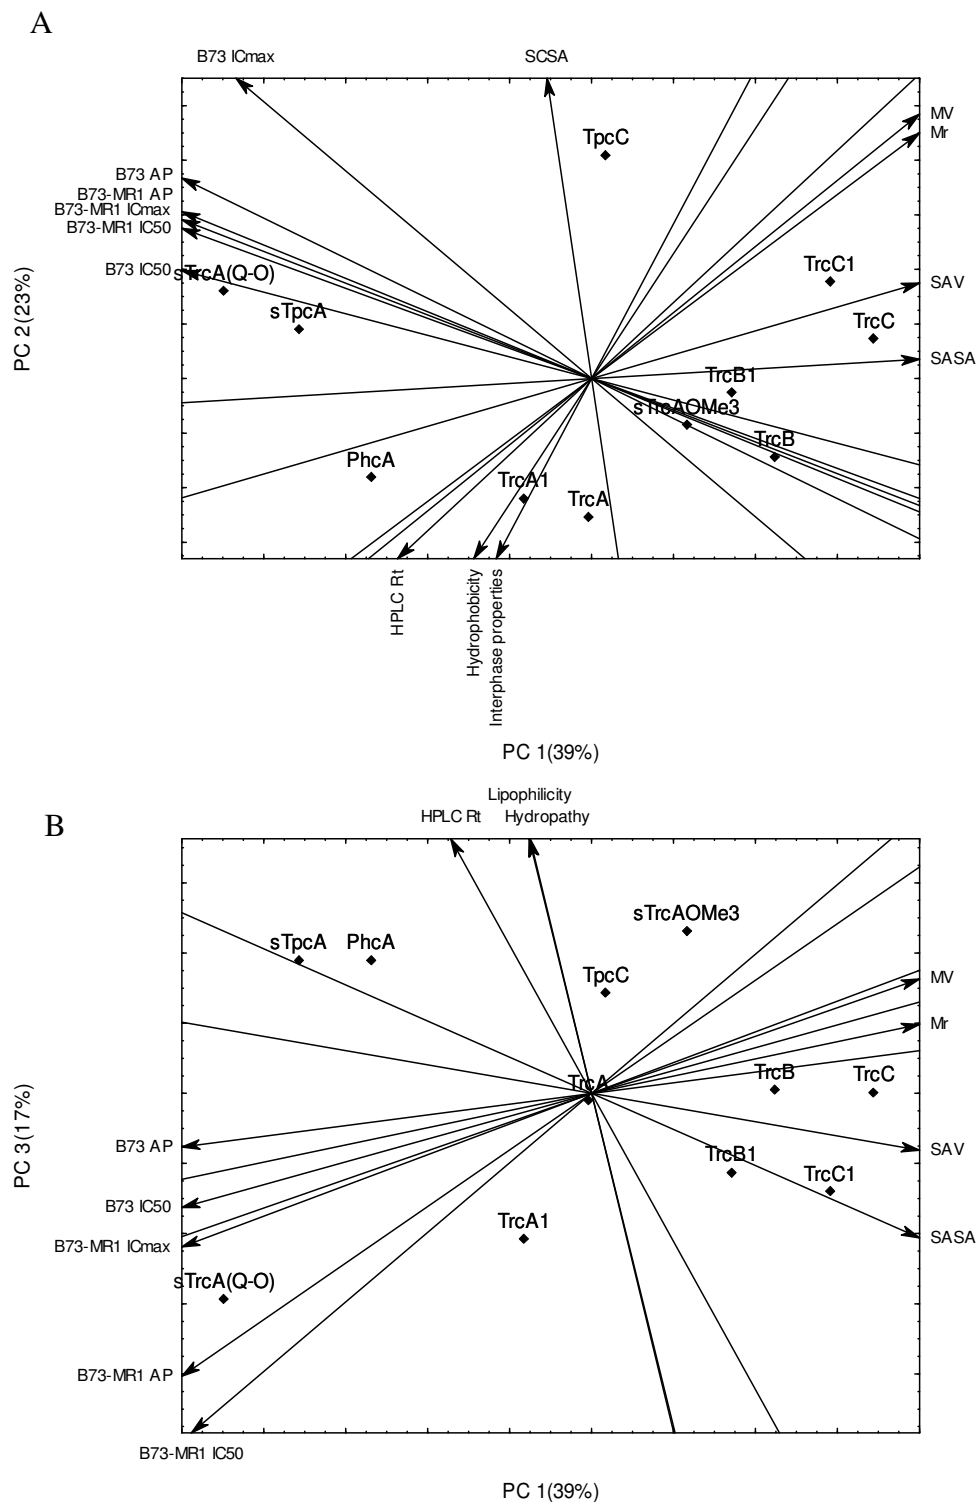 A
B73 ICmax
SCSA
TpcC
MV
Mr
B73 AP
B73-MR1 AP
B73-MR1 ICmax
B73-MR1 IC50
B73 IC50
sTrcA(Q-O)
TrcC1
SAV
sTpcA
TrcC
SASA
PC 2(23%)
TrcB1
sTrcAOMe3
TrcB
PhcA
TrcA1
TrcA
HPLC Rt
Hydrophobicity
Interphase properties
PC 1(39%)
B
Lipophilicity
HPLC Rt
Hydropathy
sTrcAOMe3
sTpcA
PhcA
TpcC
MV
Mr
TrcA
TrcB
TrcC
PC 3(17%)
B73 AP
SAV
TrcB1
TrcC1
B73 IC50
TrcA1
SASA
B73-MR1 ICmax
sTrcA(Q-O)
B73-MR1 AP
B73-MR1 IC50
PC 1(39%)